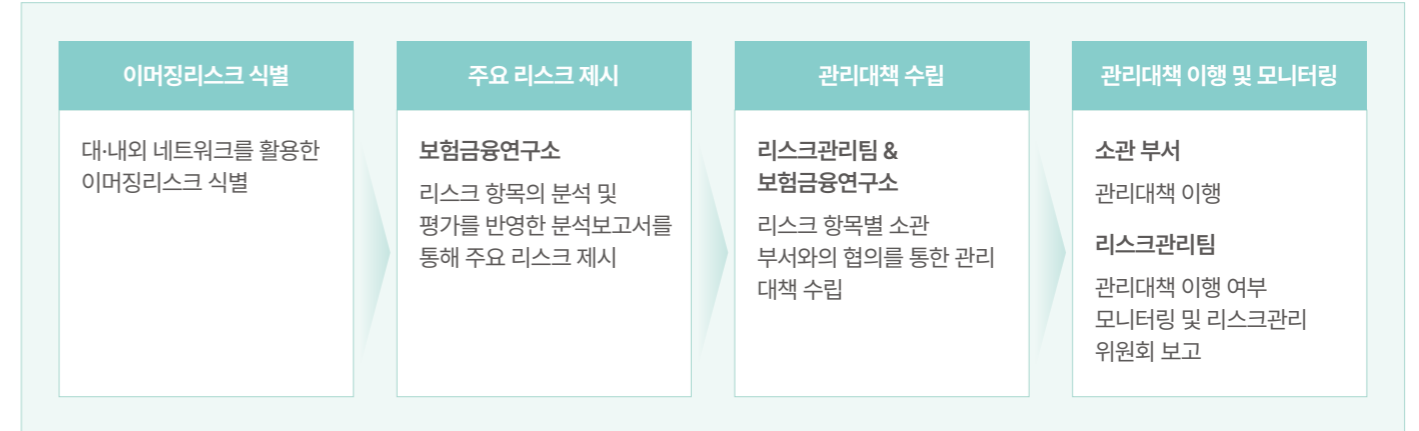 이머징리스크 식별
대·내외 네트워크를 활용한
이머징리스크 식별
주요 리스크 제시
보험금융연구소
리스크 항목의 분석 및
평가를 반영한 분석보고서를
통해 주요 리스크 제시
관리대책 수립
리스크관리팀 &
보험금융연구소
리스크 항목별 소관
부서와의 협의를 통한 관리
대책 수립
관리대책 이행 및 모니터링
소관 부서
관리대책 이행
리스크관리팀
관리대책 이행 여부
모니터링 및 리스크관리
위원회 보고